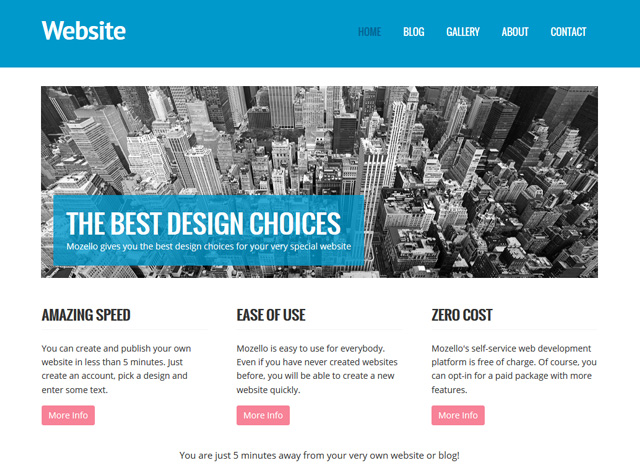 Website
HOME BLOG GALLERY ABOUT CONTACT
THE BEST DESIGN CHOICES
Mozello gives you the best design choices for your very special website
AMAZING SPEED
You can create and publish your own
website in less than 5 minutes. Just
create an account, pick a design and
enter some text.
More Info
EASE OF USE
Mozello is easy to use for everybody.
Even if you have never created websites
before, you will be able to create a new
website quickly.
More Info
ZERO COST
Mozello's self-service web development
platform is free of charge. Of course, you
can opt-in for a paid package with more
features.
More Info
You are just 5 minutes away from your very own website or blog!